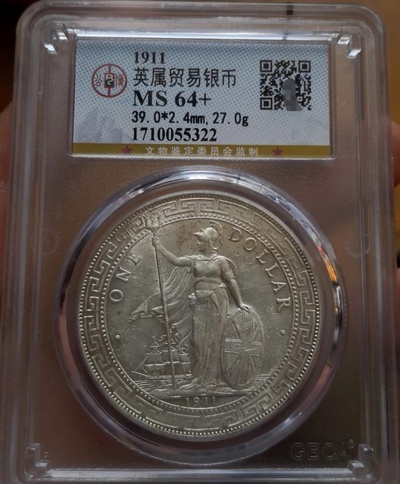 1911
英属贸易银币
MS 64+
39.0*2.4mm,27.0g
1710055322
★ 文物鉴定委员会监制 ★
· ONE DOLLAR ·
1911